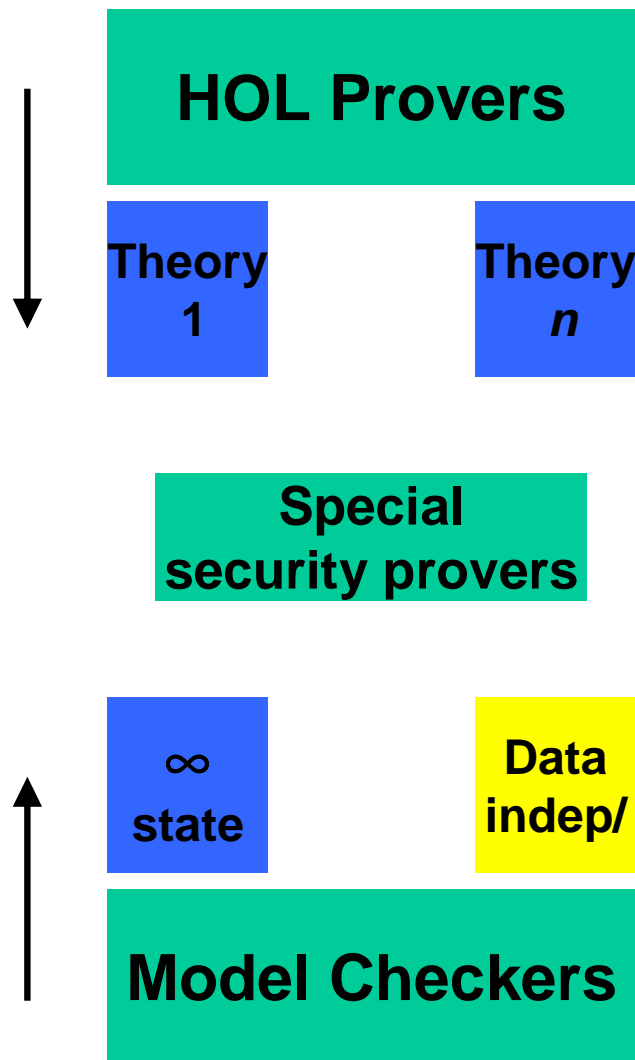 HOL Provers
Theory
1
Theory
n
Special
security provers
∞
state
Data
indep/
Model Checkers